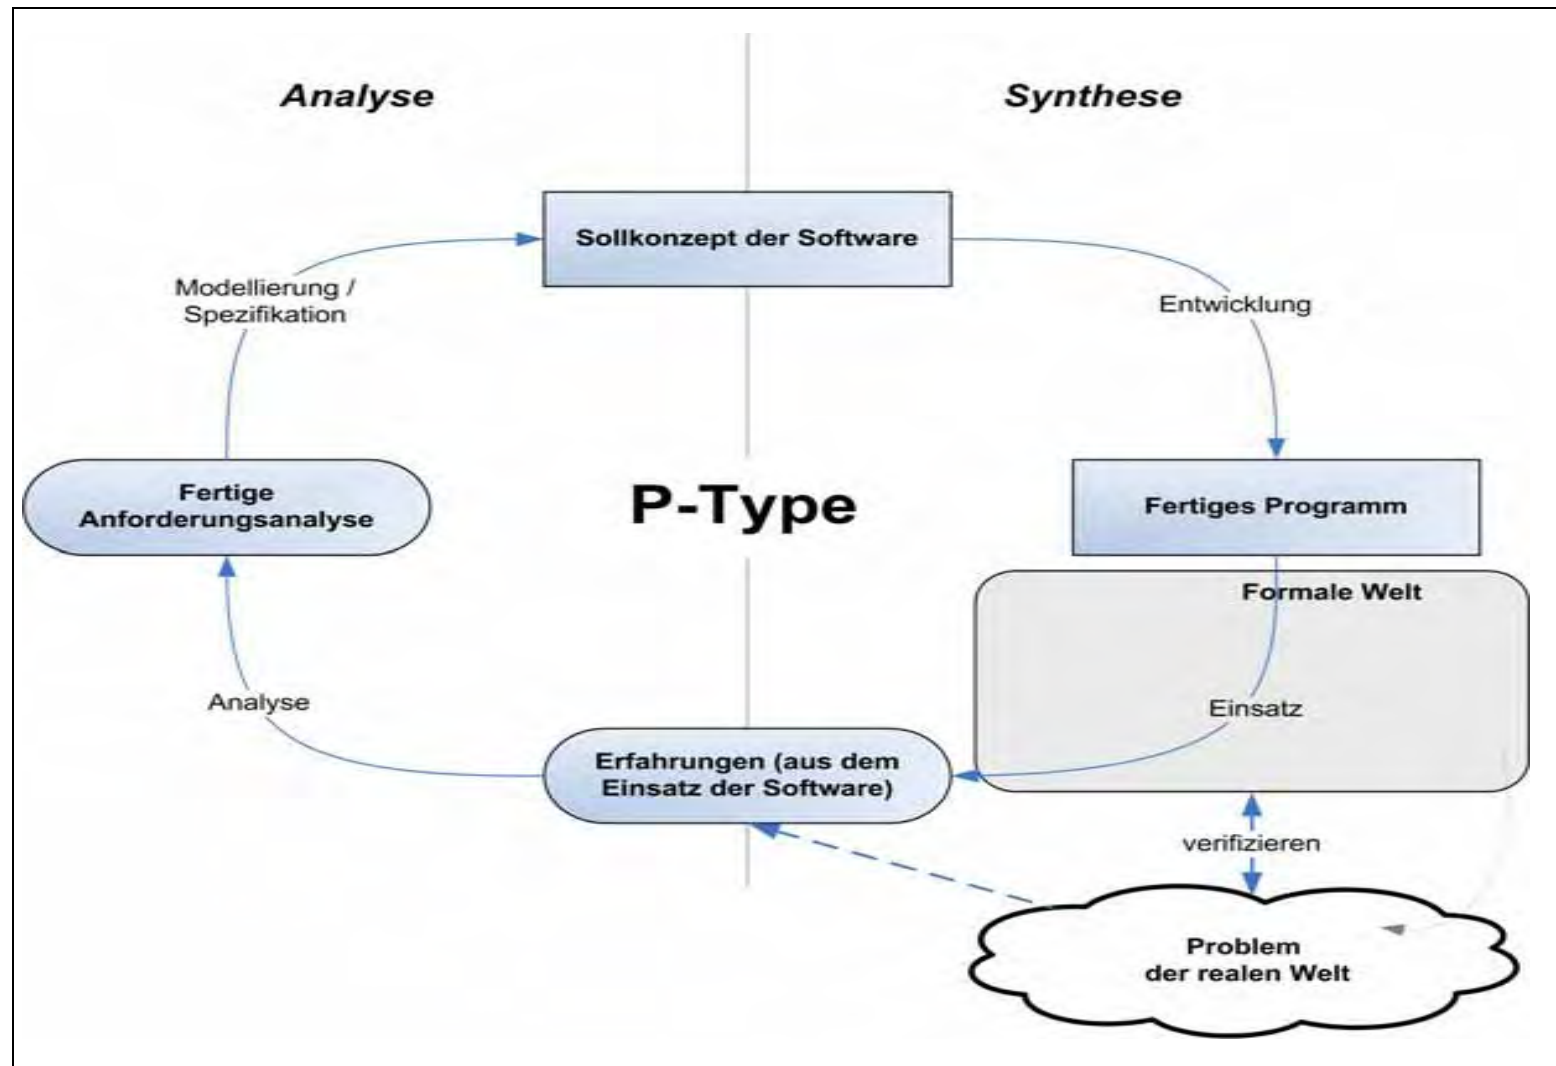 Analyse
Synthese
Sollkonzept der Software
Modellierung /
Spezifikation
Entwicklung
Fertige
Anforderungsanalyse
P-Type
Fertiges Programm
Formale Welt
Analyse
Einsatz
Erfahrungen (aus dem
Einsatz der Software)
verifizieren
Problem
der realen Welt